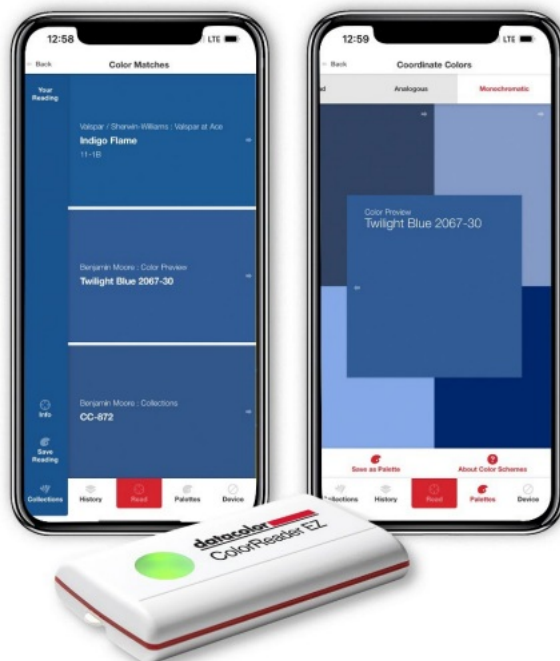 12:58
LTE
Back
Color Matches
Your
Reading
Valspar / Sherwin-Williams : Valspar at Ace
Indigo Flame
11-1B
Benjamin Moore : Color Preview
Twilight Blue 2067-30
Benjamin Moore : Collections
CC-872
Info
Save
Reading
Collections
History
Read
Palettes
Device
12:59
LTE
Back
Coordinate Colors
Analogous
Monochromatic
Color Preview
Twilight Blue 2067-30
Save as Palette
About Color Schemes
Collections
History
Read
Palettes
Device
datacolor
ColorReader EZ